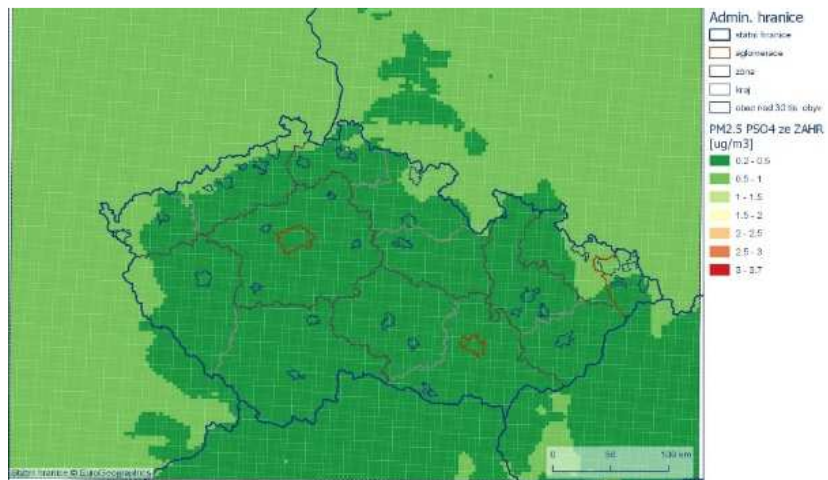 Admin. hranice
státní hranice
aglomerace
zóna
kraj
obce nad 30 tis. obyv.
PM2.5 PSO4 ze ZAHR
[ug/m3]
0.2 - 0.5
0.5 - 1
1 - 1.5
1.5 - 2
2 - 2.5
2.5 - 3
3 - 3.7
0 50 100 km
Státní hranice © EuroGeographics